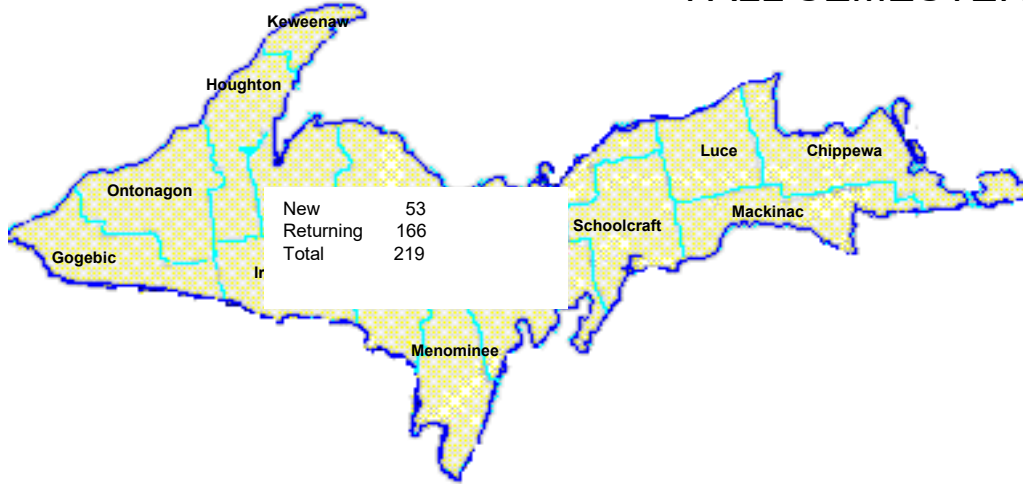 Keweenaw
Houghton
Luce
Chippewa
Ontonagon
Mackinac
New 53
Returning 166
Total 219
Schoolcraft
Gogebic
Menominee